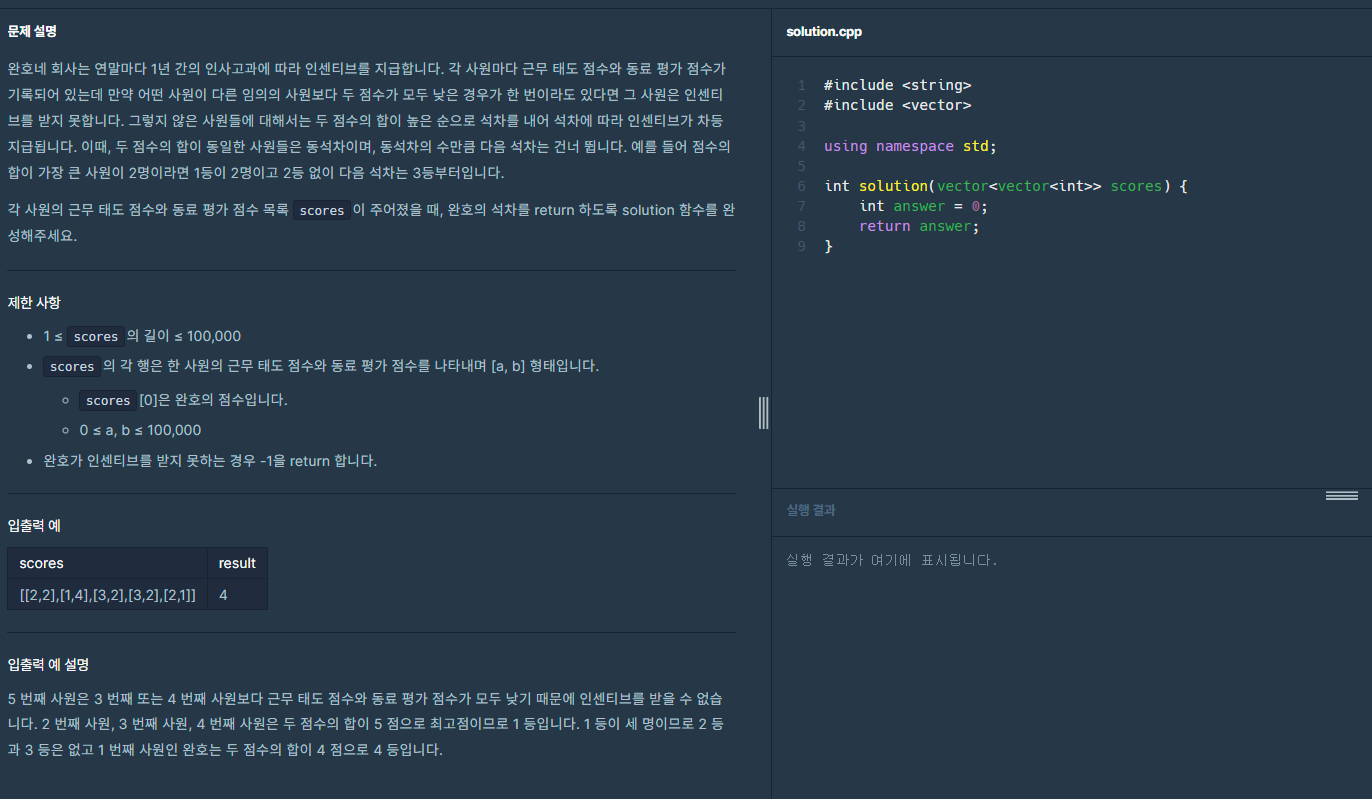 문제 설명
완호네 회사는 연말마다 1년 간의 인사고과에 따라 인센티브를 지급합니다. 각 사원마다 근무 태도 점수와 동료 평가 점수가
기록되어 있는데 만약 어떤 사원이 다른 임의의 사원보다 두 점수가 모두 낮은 경우가 한 번이라도 있다면 그 사원은 인센티
브를 받지 못합니다. 그렇지 않은 사원들에 대해서는 두 점수의 합이 높은 순으로 석차를 내어 석차에 따라 인센티브가 차등
지급됩니다. 이때, 두 점수의 합이 동일한 사원들은 동석차이며, 동석차의 수만큼 다음 석차는 건너 뜁니다. 예를 들어 점수의
합이 가장 큰 사원이 2명이라면 1등이 2명이고 2등 없이 다음 석차는 3등부터입니다.
각 사원의 근무 태도 점수와 동료 평가 점수 목록 scores 이 주어졌을 때, 완호의 석차를 return 하도록 solution 함수를 완
성해주세요.
제한 사항
• 1 ≤ scores 의 길이 ≤ 100,000
• scores 의 각 행은 한 사원의 근무 태도 점수와 동료 평가 점수를 나타내며 [a, b] 형태입니다.
◦ scores [0]은 완호의 점수입니다.
◦ 0 ≤ a, b ≤ 100,000
• 완호가 인센티브를 받지 못하는 경우 -1을 return 합니다.
입출력 예
scores result
[[2,2],[1,4],[3,2],[3,2],[2,1]] 4
입출력 예 설명
5 번째 사원은 3 번째 또는 4 번째 사원보다 근무 태도 점수와 동료 평가 점수가 모두 낮기 때문에 인센티브를 받을 수 없습
니다. 2 번째 사원, 3 번째 사원, 4 번째 사원은 두 점수의 합이 5 점으로 최고점이므로 1 등입니다. 1 등이 세 명이므로 2 등
과 3 등은 없고 1 번째 사원인 완호는 두 점수의 합이 4 점으로 4 등입니다.
solution.cpp
1 #include <string>
2 #include <vector>
3
4 using namespace std;
5
6 int solution(vector<vector<int>> scores) {
7     int answer = 0;
8     return answer;
9 }
실행 결과
실행 결과가 여기에 표시됩니다.